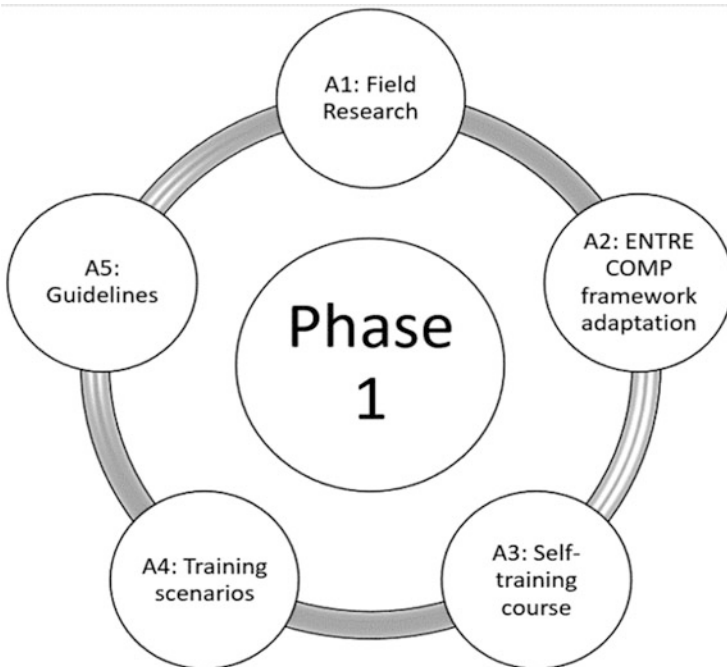 A1: Field
Research
A2: ENTRE
COMP
framework
adaptation
A3: Self-
training
course
A4: Training
scenarios
A5:
Guidelines
Phase
1